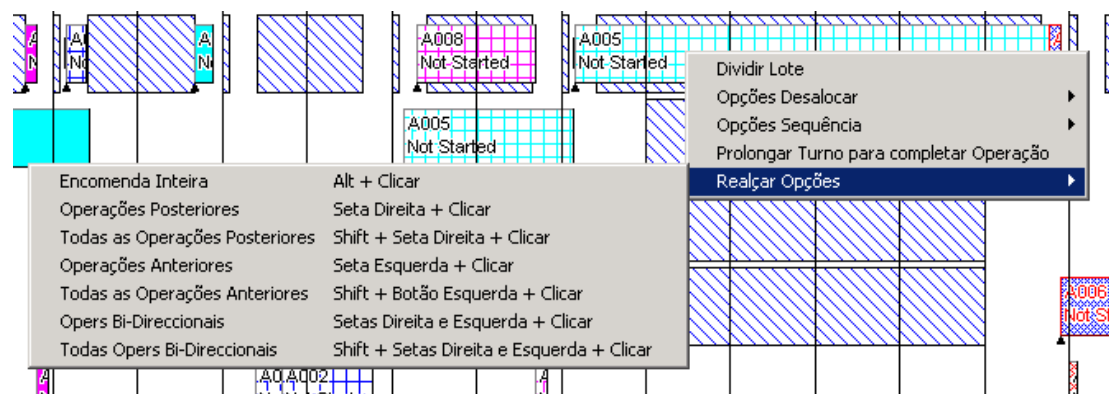 A008
Not Started
A005
Not Started
A005
Not Started
Dividir Lote
Opções Desalocar
Opções Sequência
Prolongar Turno para completar Operação
Realçar Opções
Encomenda Inteira Alt + Clicar
Operações Posteriores Seta Direita + Clicar
Todas as Operações Posteriores Shift + Seta Direita + Clicar
Operações Anteriores Seta Esquerda + Clicar
Todas as Operações Anteriores Shift + Botão Esquerda + Clicar
Opers Bi-Direccionais Setas Direita e Esquerda + Clicar
Todas Opers Bi-Direccionais Shift + Setas Direita e Esquerda + Clicar
A006
Not St
A002